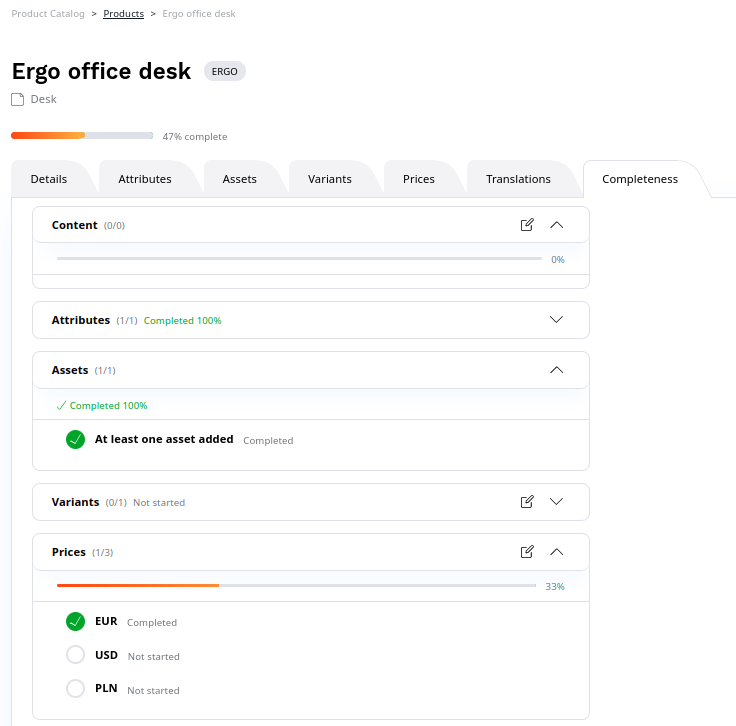 Product Catalog > Products > Ergo office desk
Ergo office desk ERGO
Desk
47% complete
Details Attributes Assets Variants Prices Translations Completeness
Content (0/0)
0%
Attributes (1/1) Completed 100%
Assets (1/1)
Completed 100%
At least one asset added Completed
Variants (0/1) Not started
Prices (1/3)
33%
EUR Completed
USD Not started
PLN Not started